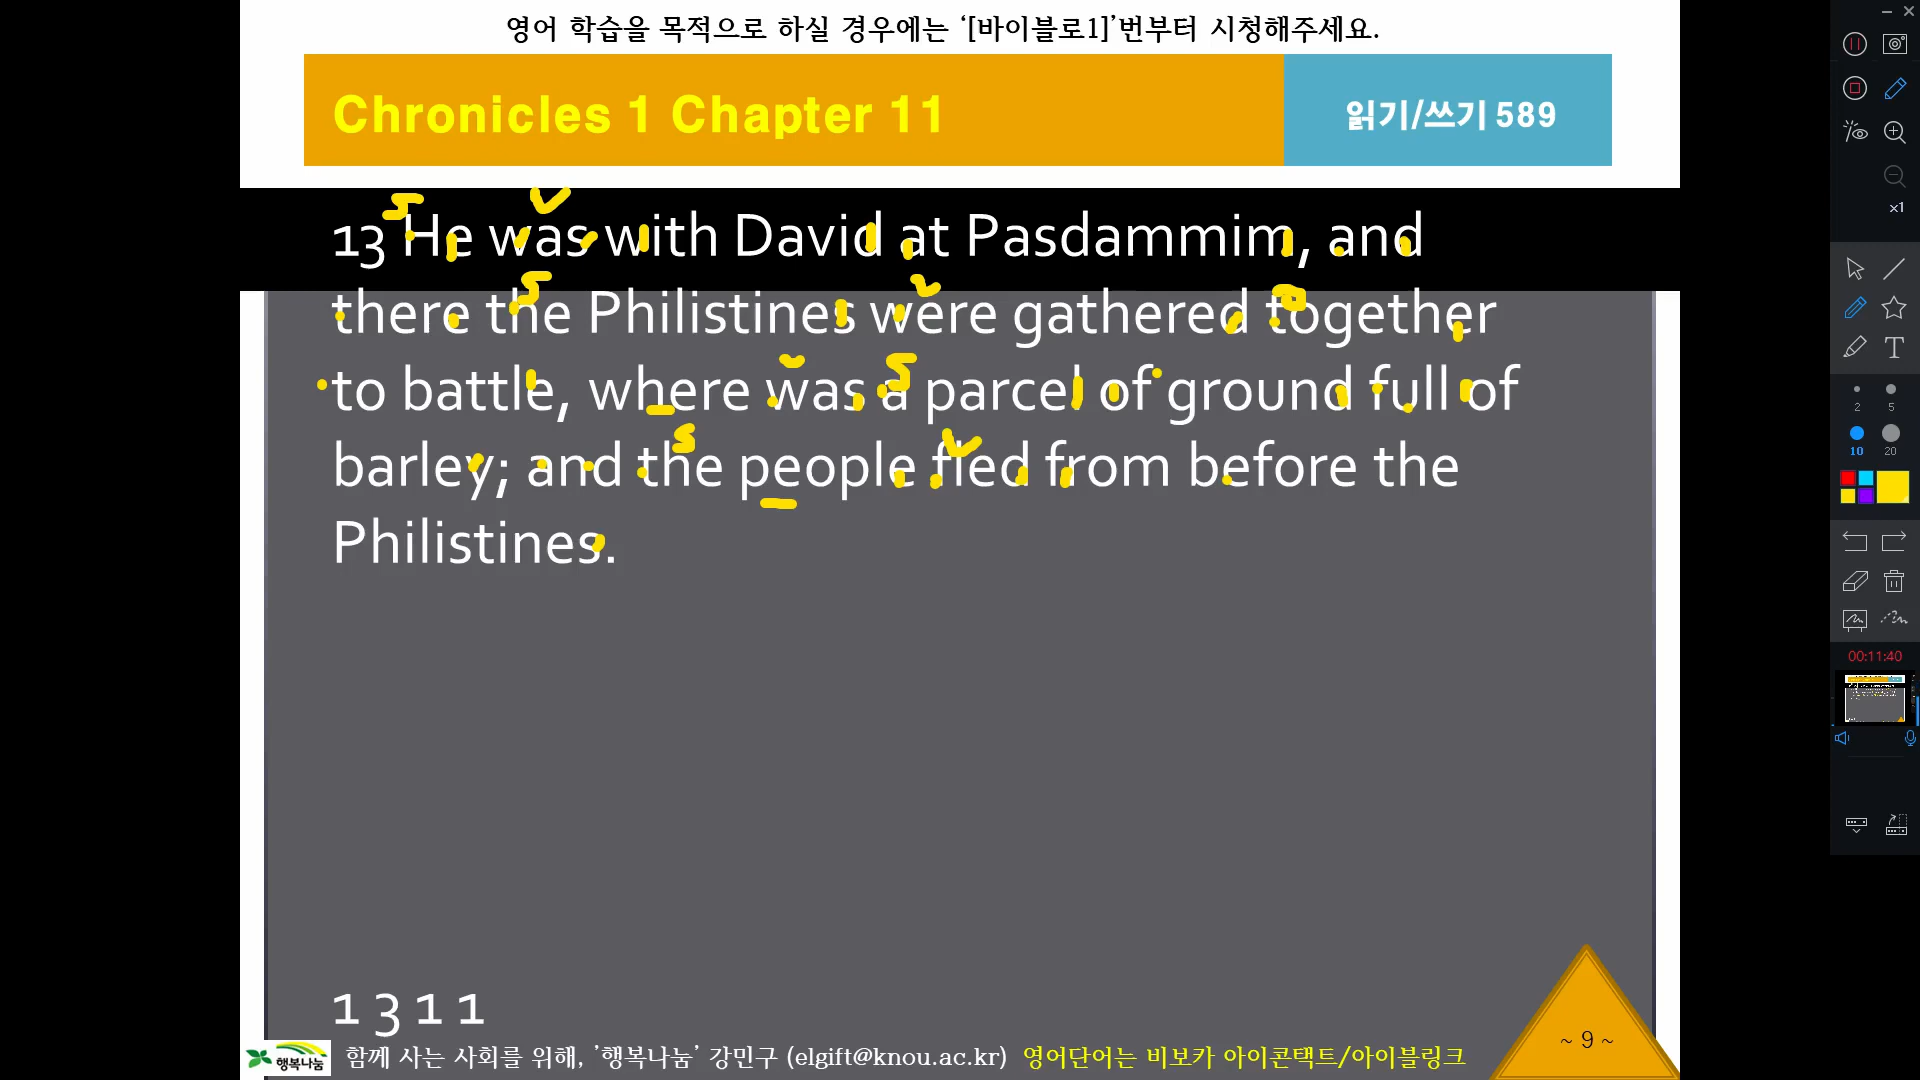 영어 학습을 목적으로 하실 경우에는 ‘[바이블로1]’번부터 시청해주세요.
Chronicles 1 Chapter 11
읽기/쓰기 589
13 He was with David at Pasdammim, and
there the Philistines were gathered together
to battle, where was a parcel of ground full of
barley; and the people fled from before the
Philistines.
1 3 1 1
행복나눔 함께 사는 사회를 위해, ’행복나눔’ 강민구 (elgift@knou.ac.kr) 영어단어는 비보카 아이콘택트/아이블링크
~ 9 ~
x1
T
2 5
10 20
00:11:40